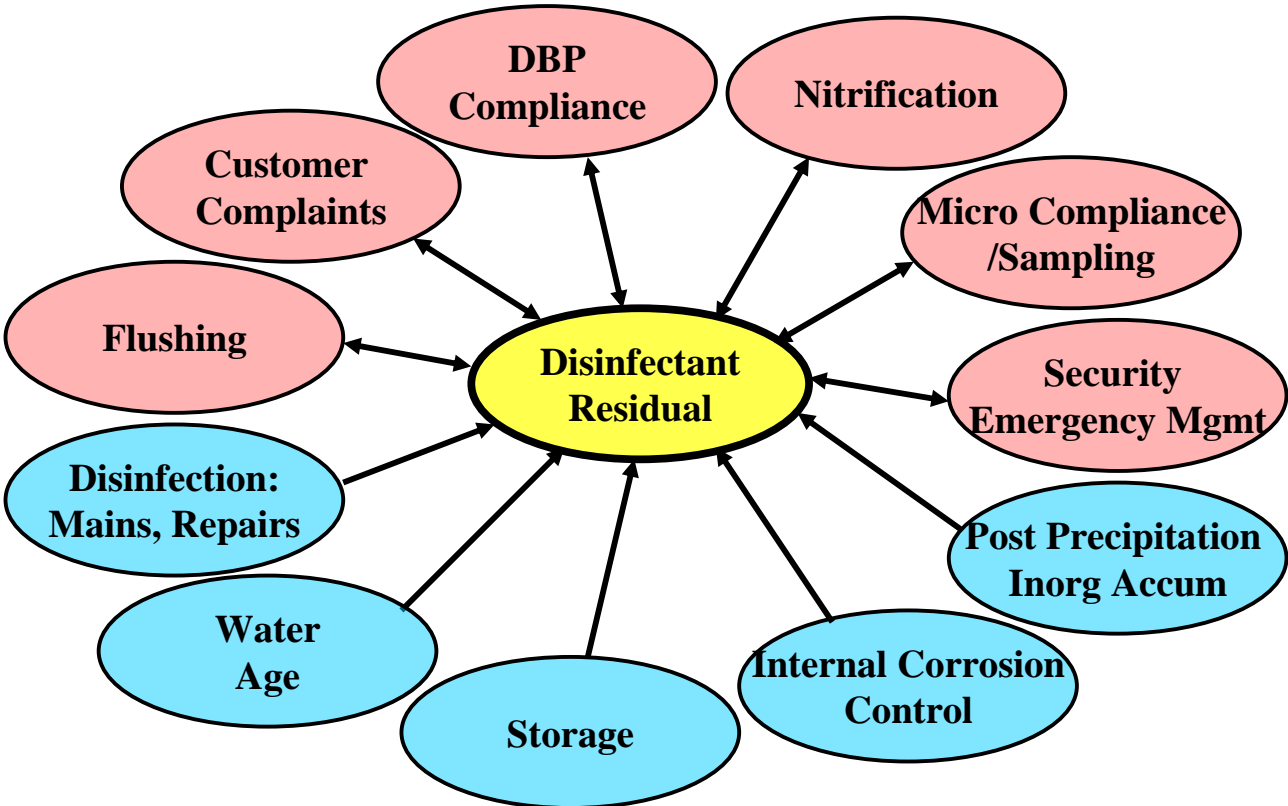 DBP
Compliance
Nitrification
Customer
Complaints
Micro Compliance
/Sampling
Flushing
Disinfectant
Residual
Security
Emergency Mgmt
Disinfection:
Mains, Repairs
Post Precipitation
Inorg Accum
Water
Age
Internal Corrosion
Control
Storage